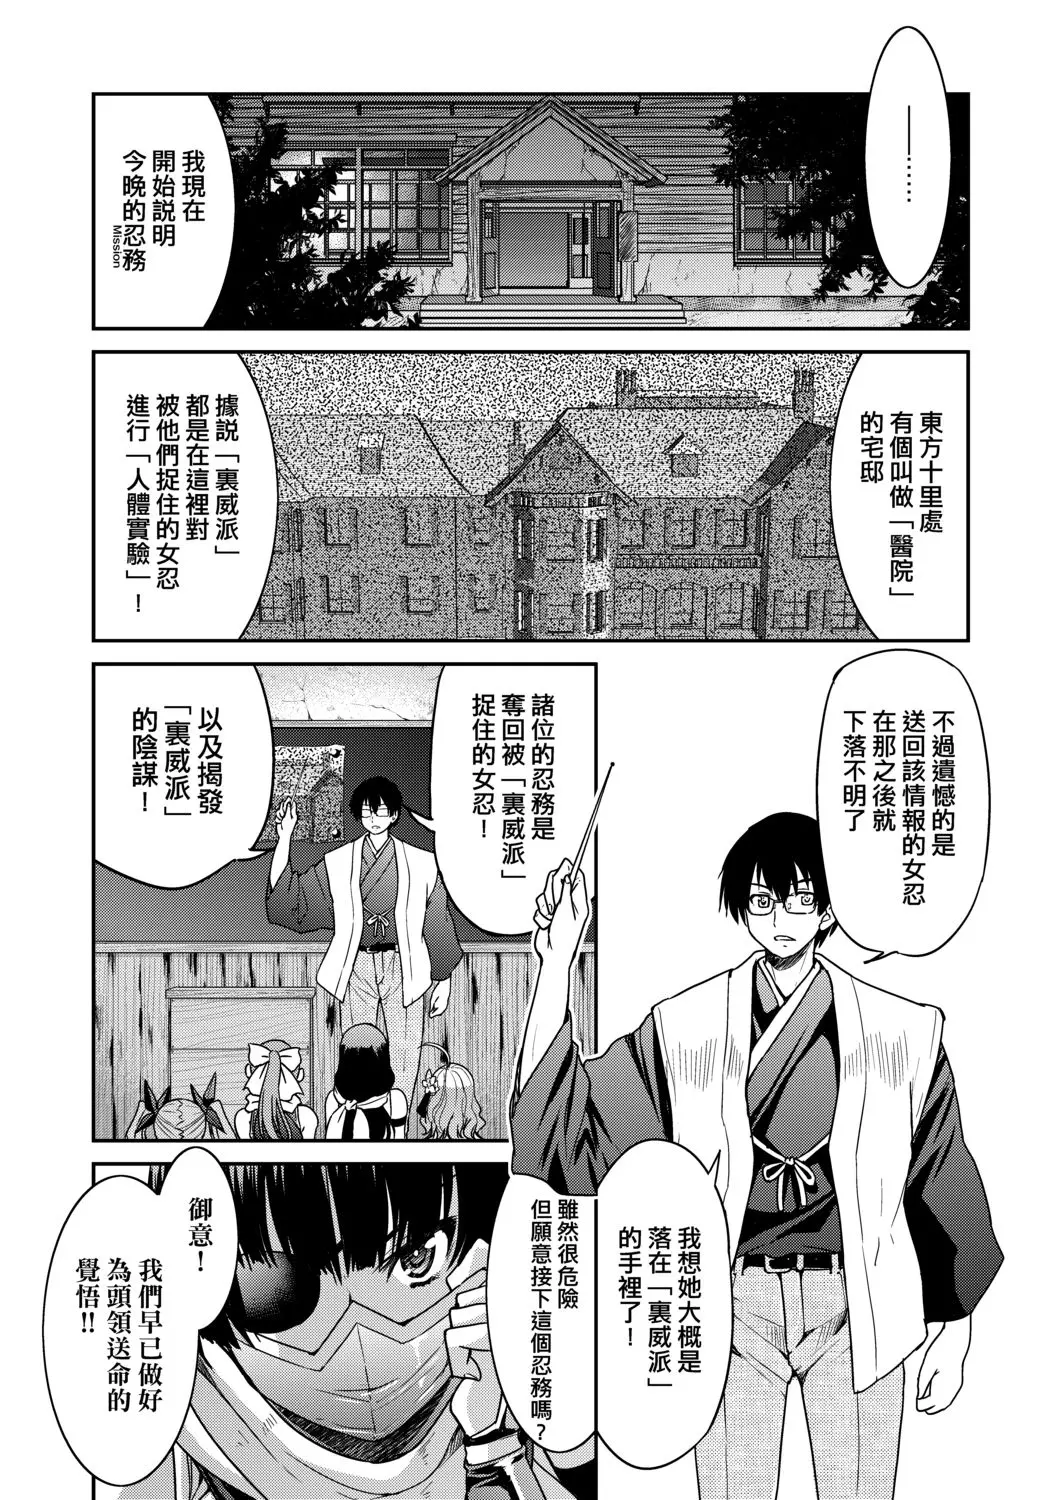 ──……
我現在
開始説明
今晚的忍務
Mission
東方十里處
有個叫做「醫院」
的宅邸
據説「裏威派」
都是在這裡對
被他們捉住的女忍
進行「人體實驗」！
不過遺憾的是
送回該情報的女忍
在那之後就
下落不明了
諸位的忍務是
奪回被「裏威派」
捉住的女忍！
以及揭發
「裏威派」
的陰謀！
我想她大概是
落在「裏威派」
的手裡了！
雖然很危險
但願意接下這個忍務嗎？
御意！
我們早已做好
為頭領送命的
覺悟!!